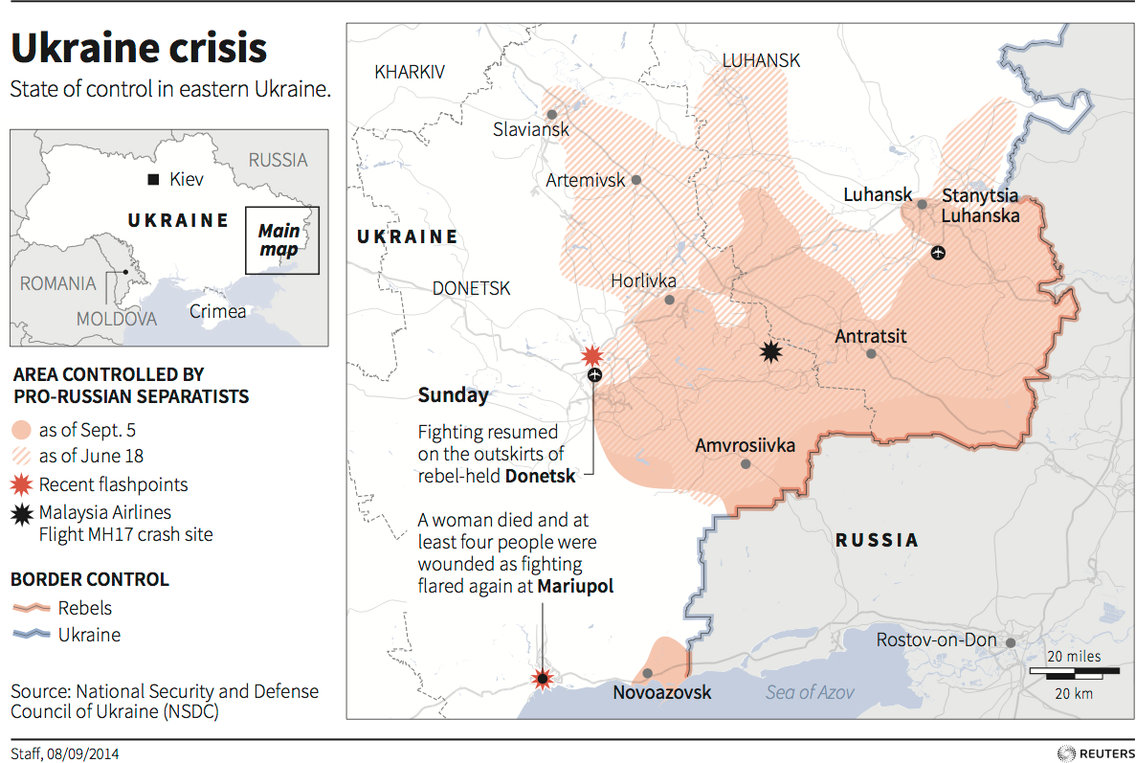 Ukraine crisis
State of control in eastern Ukraine.
RUSSIA
Kiev
UKRAINE
Main
map
ROMANIA
MOLDOVA
Crimea
AREA CONTROLLED BY
PRO-RUSSIAN SEPARATISTS
as of Sept. 5
as of June 18
Recent flashpoints
Malaysia Airlines
Flight MH17 crash site
BORDER CONTROL
Rebels
Ukraine
Source: National Security and Defense
Council of Ukraine (NSDC)
KHARKIV
LUHANSK
Slaviansk
Artemivsk
Luhansk
Stanytsia
Luhanska
UKRAINE
Horlivka
DONETSK
Antratsit
Sunday
Fighting resumed
on the outskirts of
rebel-held Donetsk
Amvrosiivka
A woman died and at
least four people were
wounded as fighting
flared again at Mariupol
RUSSIA
Rostov-on-Don
20 miles
20 km
Novoazovsk
Sea of Azov
Staff, 08/09/2014
REUTERS